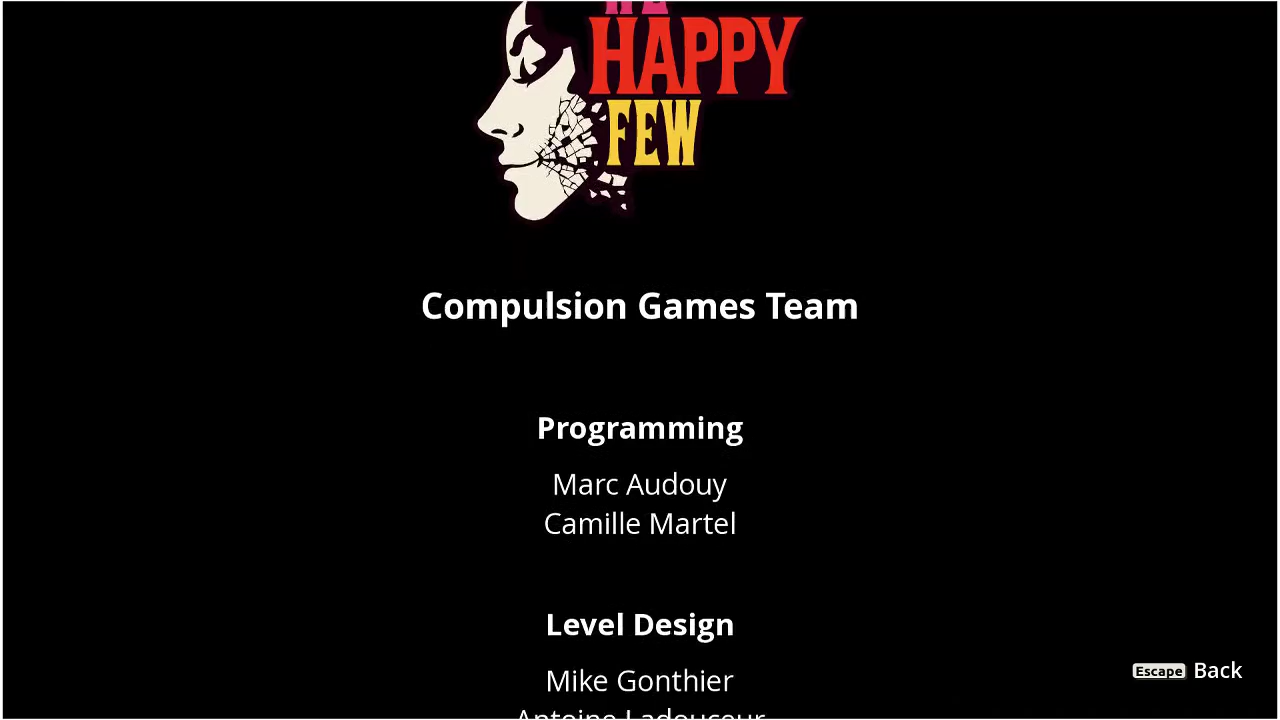 HAPPY
FEW
Compulsion Games Team
Programming
Marc Audouy
Camille Martel
Level Design
Mike Gonthier
Escape Back